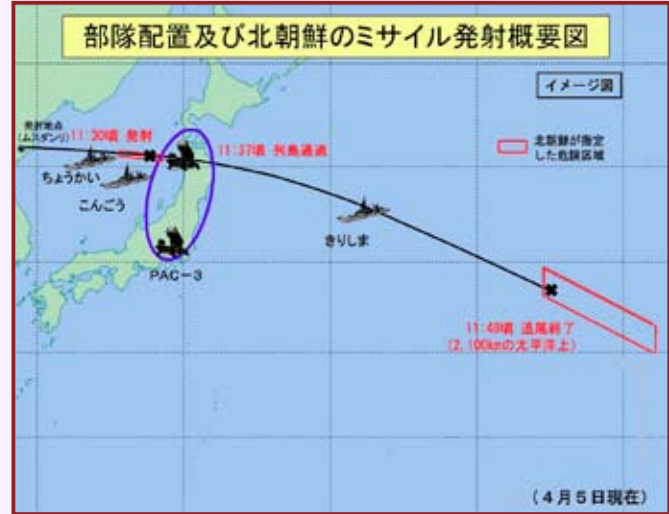 部隊配置及び北朝鮮のミサイル発射概要図
イメージ図
発射地点
(ムスダンリ)
11:30頃 発射
11:37頃 列島通過
北朝鮮が指定
した危険区域
ちょうかい
こんごう
きりしま
PAC-3
11:48頃 追尾終了
(2,100kmの太平洋上)
(4月5日現在)